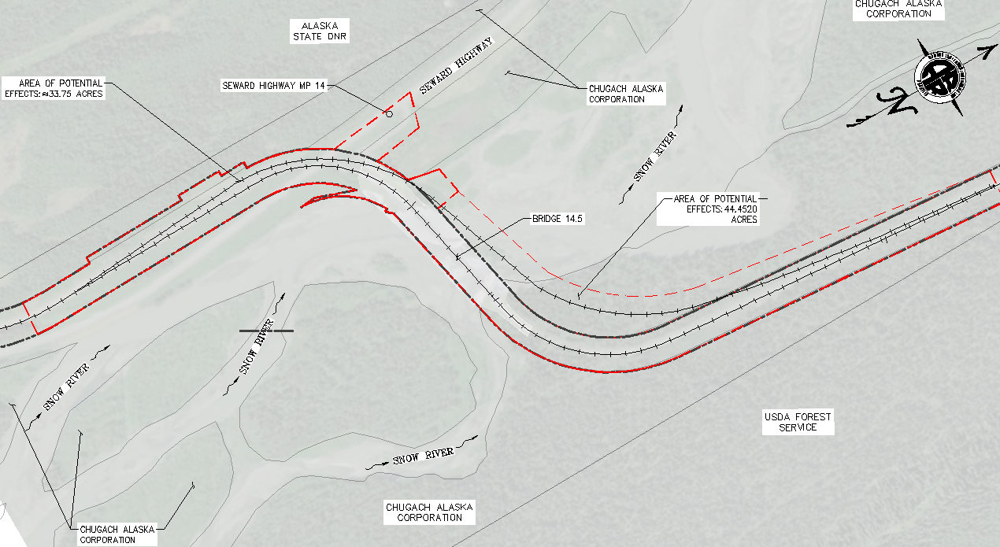 CHUGACH ALASKA
CORPORATION
ALASKA
STATE DNR
AREA OF POTENTIAL
EFFECTS:≈33.75 ACRES
SEWARD HIGHWAY MP 14
SEWARD HIGHWAY
CHUGACH ALASKA
CORPORATION
N
SNOW RIVER
AREA OF POTENTIAL
EFFECTS:44.4520
ACRES
BRIDGE 14.5
SNOW RIVER
SNOW RIVER
SNOW RIVER
USDA FOREST
SERVICE
CHUGACH ALASKA
CORPORATION
CHUGACH ALASKA
CORPORATION